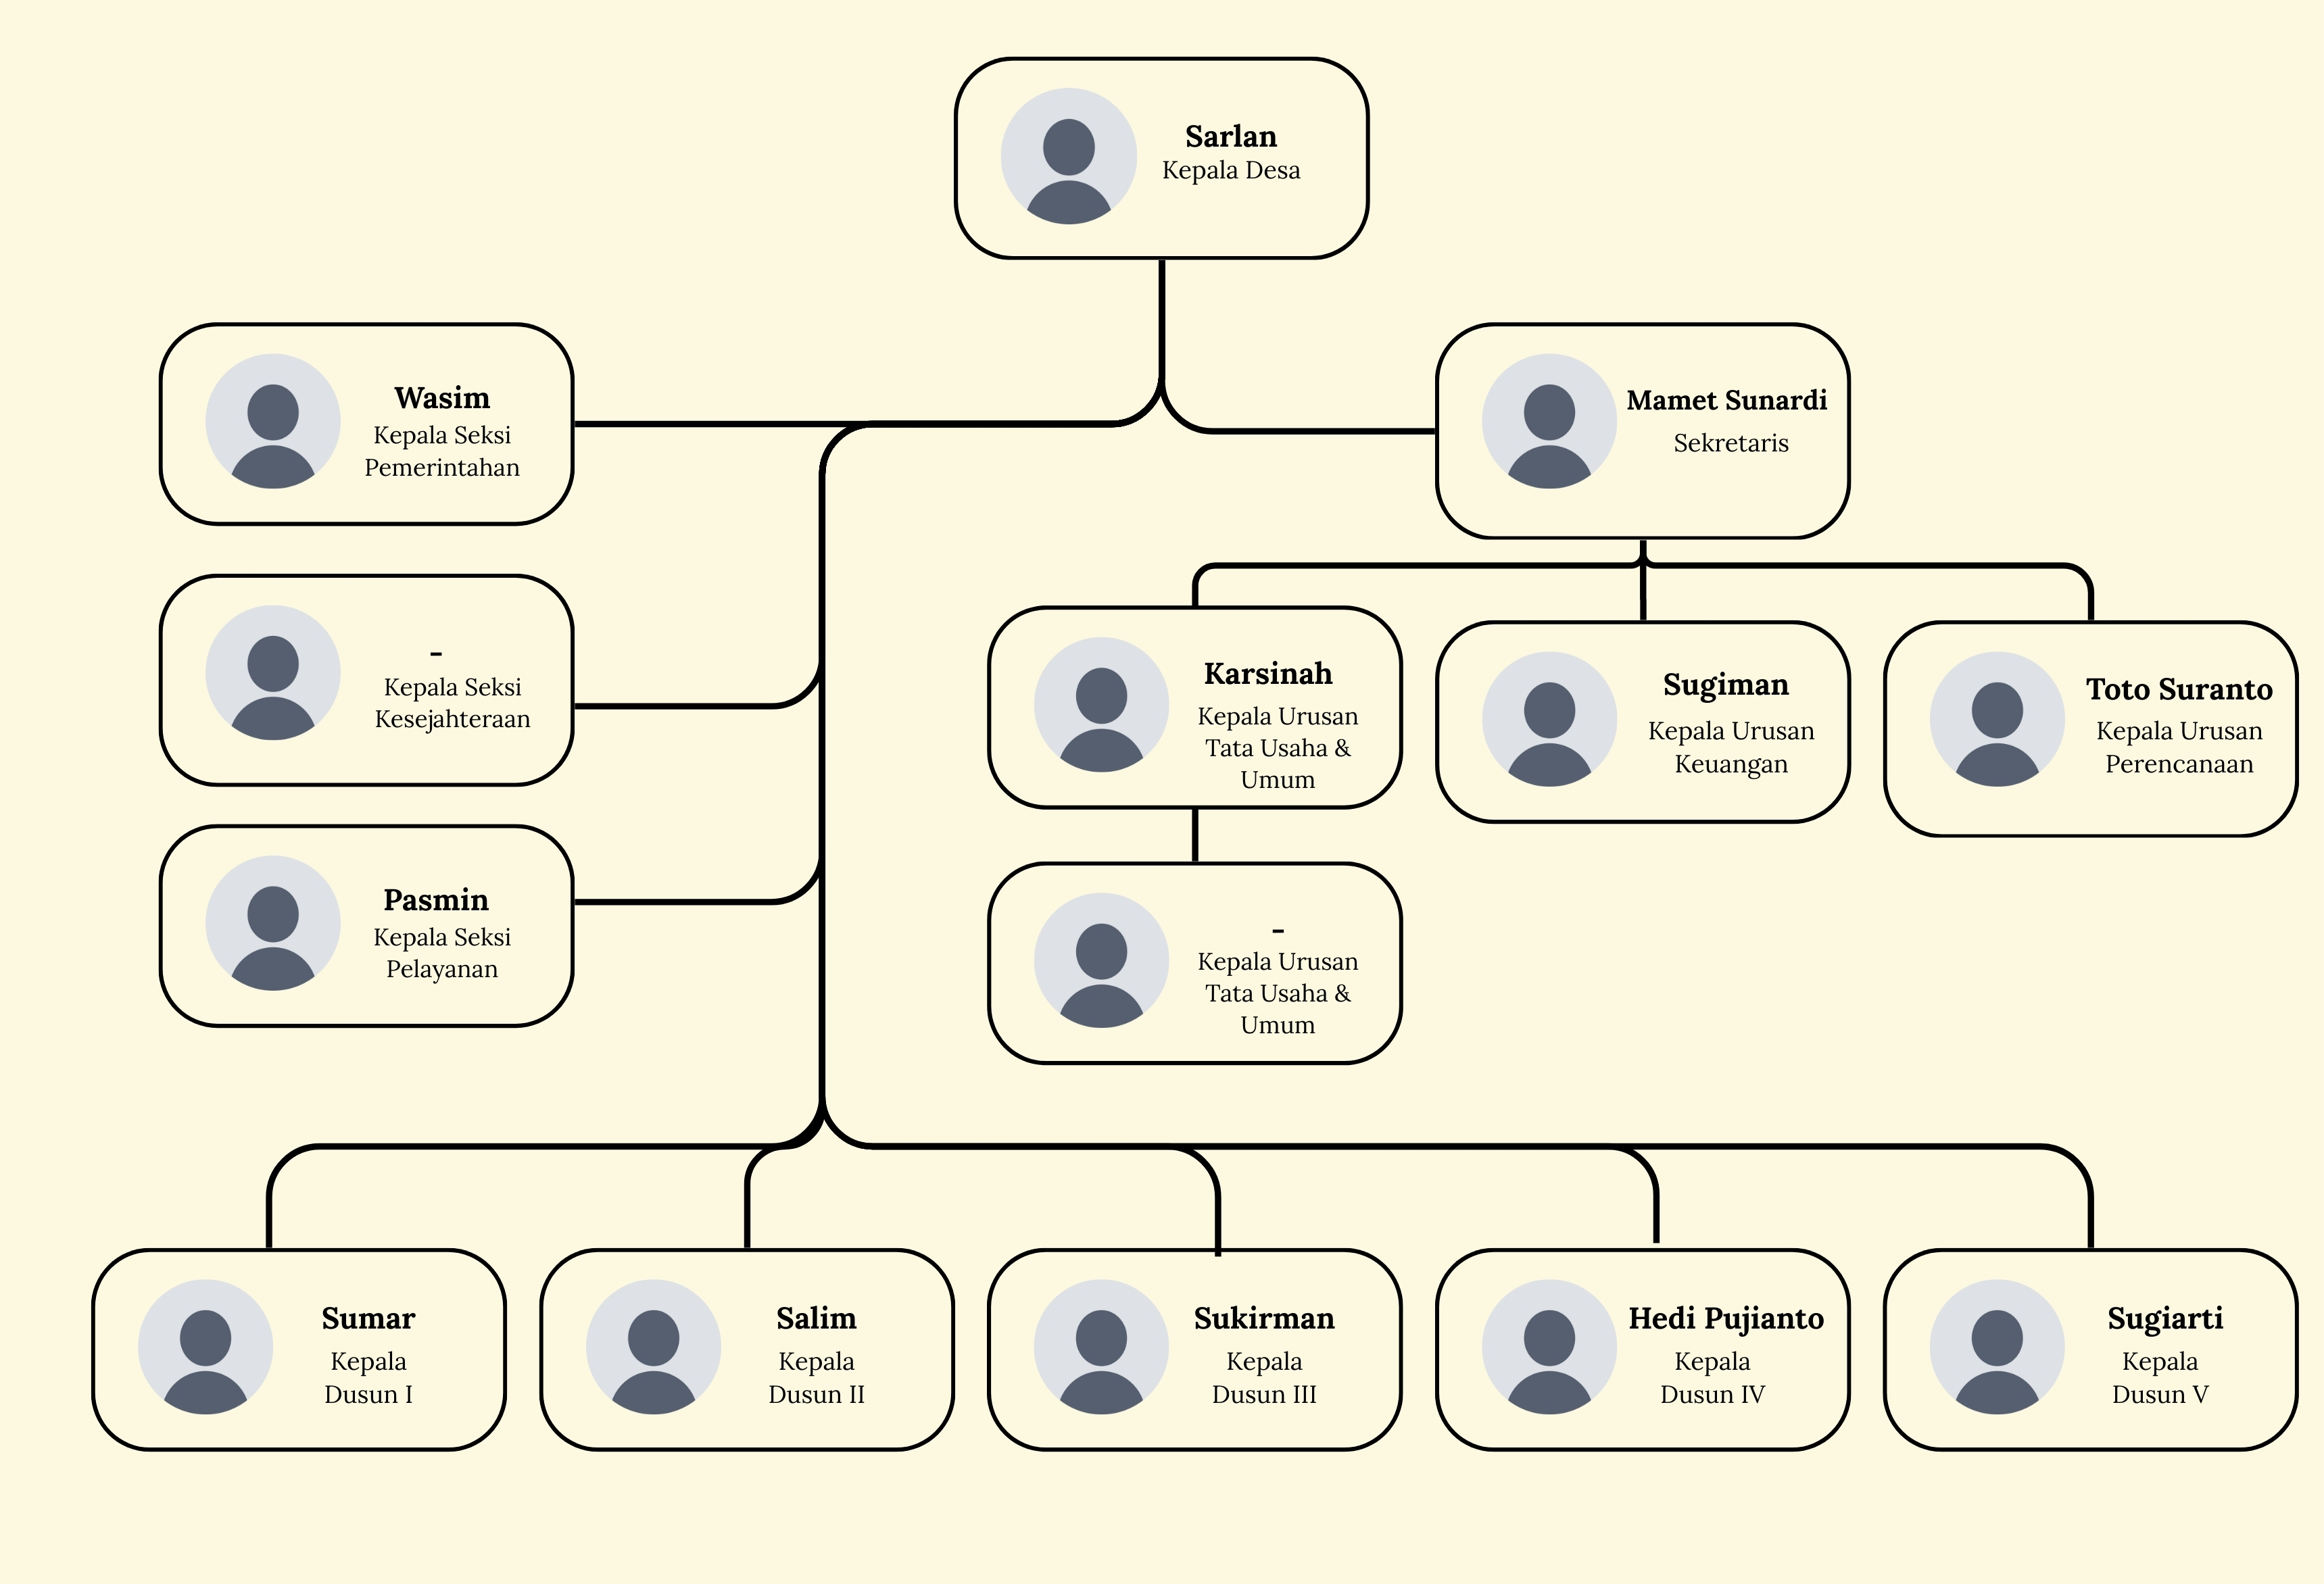 Sarlan
Kepala Desa
Wasim
Kepala Seksi
Pemerintahan
Mamet Sunardi
Sekretaris
-
Kepala Seksi
Kesejahteraan
Karsinah
Kepala Urusan
Tata Usaha &
Umum
Sugiman
Kepala Urusan
Keuangan
Toto Suranto
Kepala Urusan
Perencanaan
Pasmin
Kepala Seksi
Pelayanan
-
Kepala Urusan
Tata Usaha &
Umum
Sumar
Kepala
Dusun I
Salim
Kepala
Dusun II
Sukirman
Kepala
Dusun III
Hedi Pujianto
Kepala
Dusun IV
Sugiarti
Kepala
Dusun V